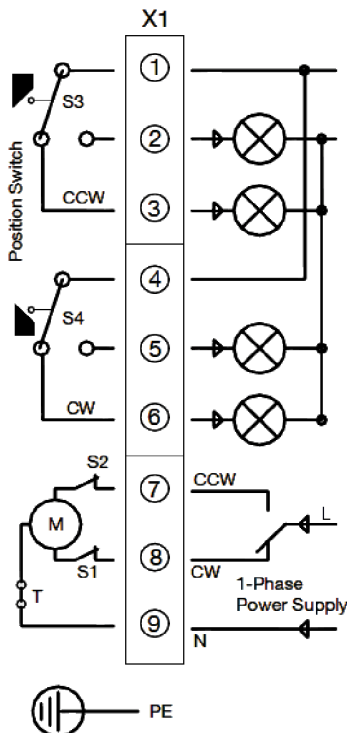 X1
1
S3
2
Position Switch
CCW
3
4
S4
5
CW
6
S2
7
CCW
M
L
S1
8
CW
T
1-Phase
Power Supply
9
N
PE